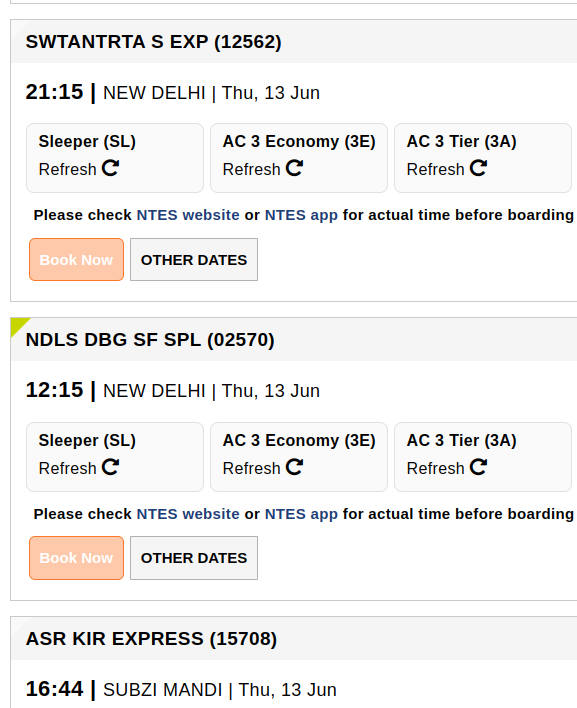 SWTANTRTA S EXP (12562)
21:15 | NEW DELHI | Thu, 13 Jun
Sleeper (SL) AC 3 Economy (3E) AC 3 Tier (3A)
Refresh Refresh Refresh
Please check NTES website or NTES app for actual time before boarding
Book Now OTHER DATES
NDLS DBG SF SPL (02570)
12:15 | NEW DELHI | Thu, 13 Jun
Sleeper (SL) AC 3 Economy (3E) AC 3 Tier (3A)
Refresh Refresh Refresh
Please check NTES website or NTES app for actual time before boarding
Book Now OTHER DATES
ASR KIR EXPRESS (15708)
16:44 | SUBZI MANDI | Thu, 13 Jun